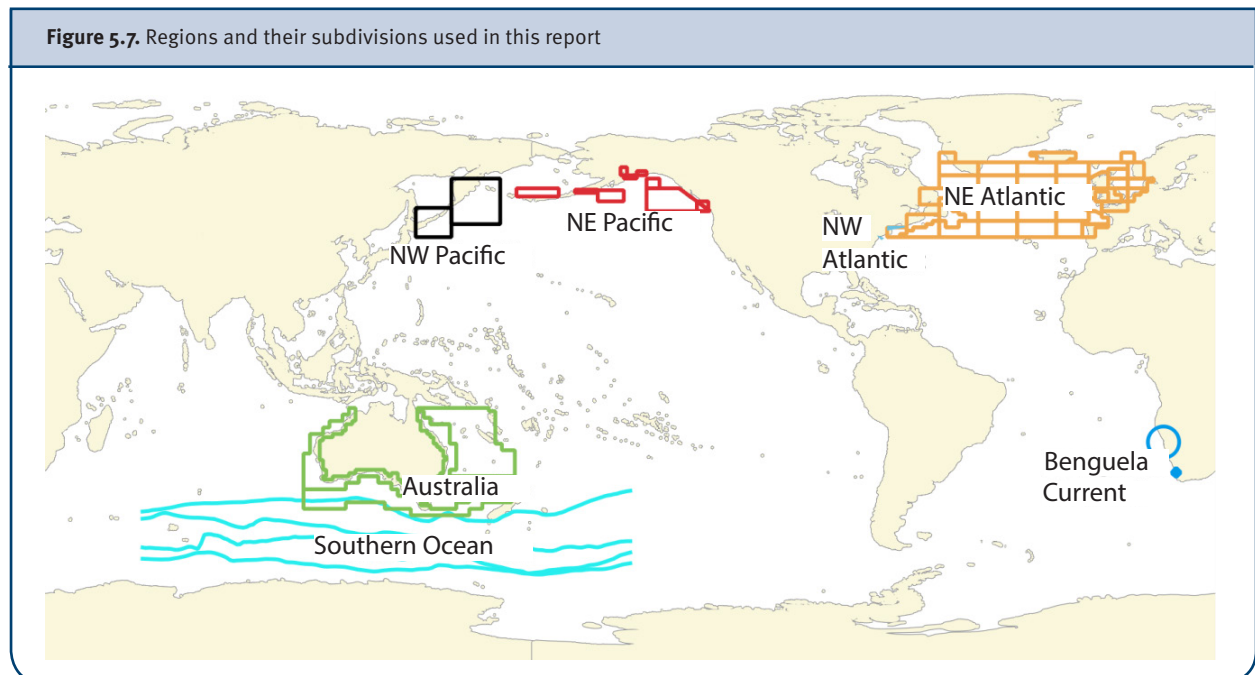 Figure 5.7. Regions and their subdivisions used in this report
NE Atlantic
NE Pacific
NW
Atlantic
NW Pacific
Benguela
Current
Australia
Southern Ocean